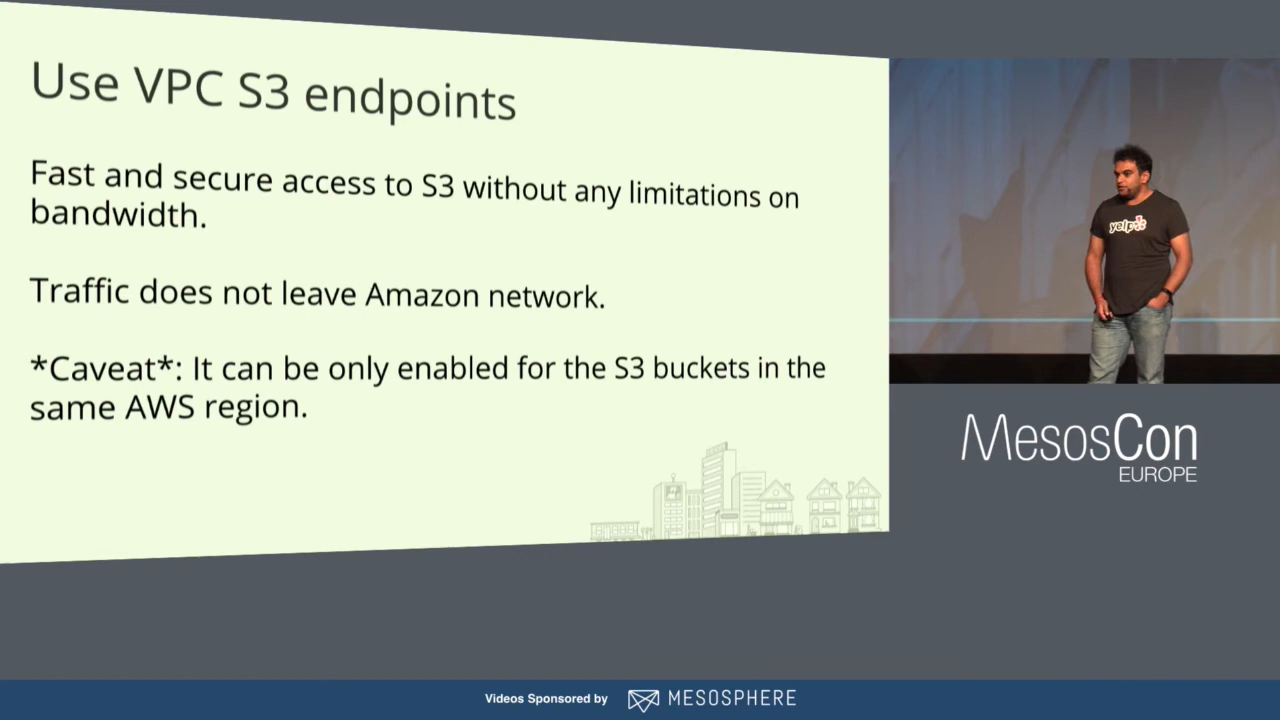 Use VPC S3 endpoints
Fast and secure access to S3 without any limitations on
bandwidth.
Traffic does not leave Amazon network.
*Caveat*: It can be only enabled for the S3 buckets in the
same AWS region.
yelp
MesosCon
EUROPE
Videos Sponsored by MESOSPHERE